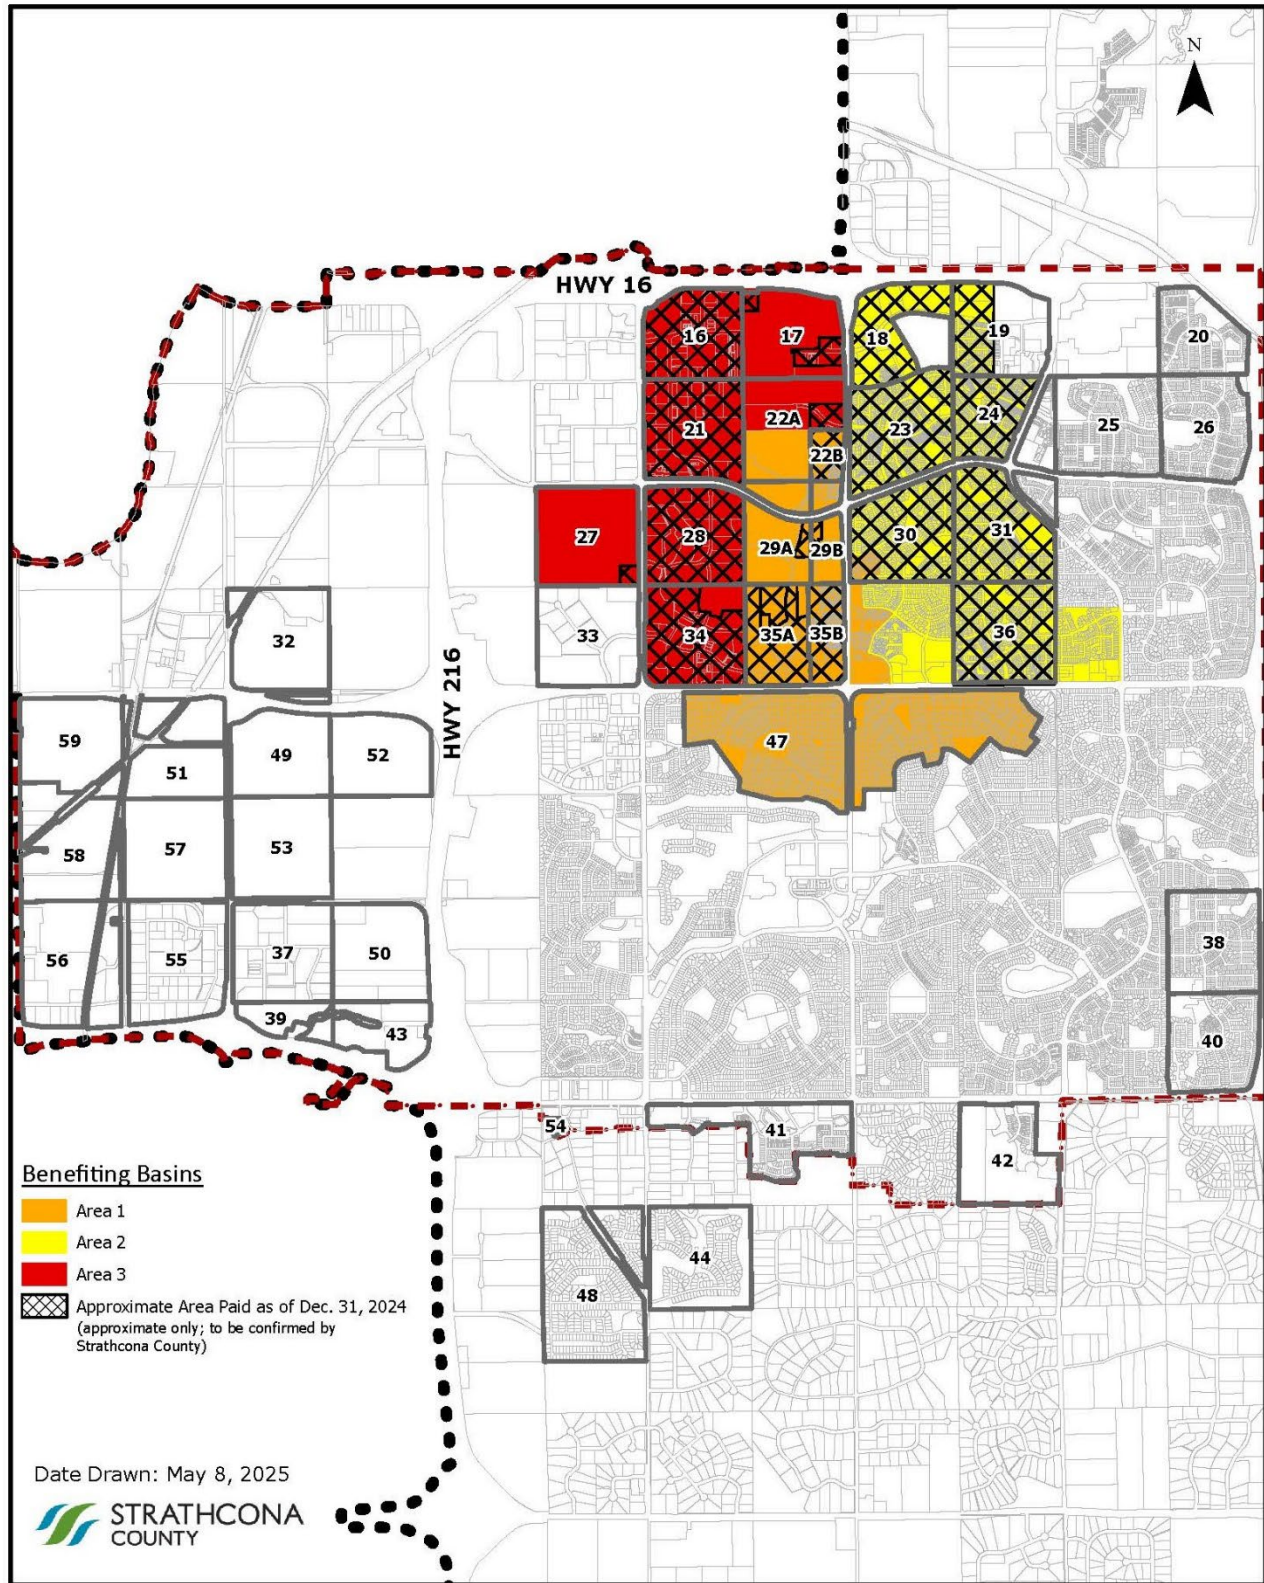 N
HWY 16
16
17
18
19
20
21
22A
22B
23
24
25
26
27
28
29A
29B
30
31
32
33
34
35A
35B
36
HWY 216
47
59
51
49
52
58
57
53
56
55
37
50
39
43
38
40
54
41
42
44
48
Benefiting Basins
Area 1
Area 2
Area 3
Approximate Area Paid as of Dec. 31, 2024
(approximate only; to be confirmed by
Strathcona County)
Date Drawn: May 8, 2025
STRATHCONA
COUNTY